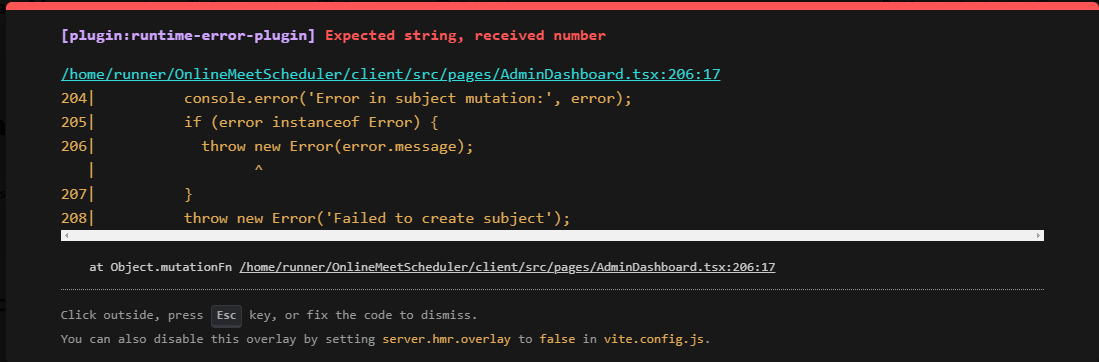 [plugin:runtime-error-plugin] Expected string, received number
/home/runner/OnlineMeetScheduler/client/src/pages/AdminDashboard.tsx:206:17
204|           console.error('Error in subject mutation:', error);
205|           if (error instanceof Error) {
206|             throw new Error(error.message);
   |                   ^
207|           }
208|           throw new Error('Failed to create subject');
at Object.mutationFn /home/runner/OnlineMeetScheduler/client/src/pages/AdminDashboard.tsx:206:17
Click outside, press Esc key, or fix the code to dismiss.
You can also disable this overlay by setting server.hmr.overlay to false in vite.config.js.